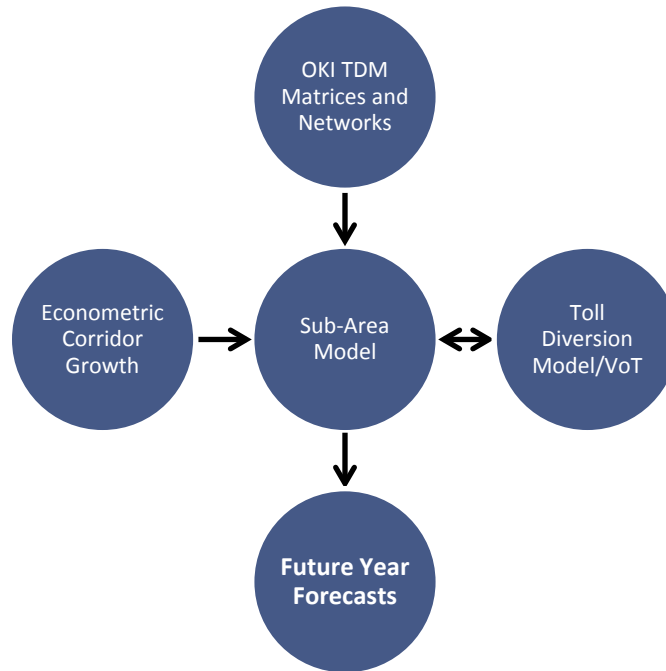 OKI TDM
Matrices and
Networks
Econometric
Corridor
Growth
Sub-Area
Model
Toll
Diversion
Model/VoT
Future Year
Forecasts